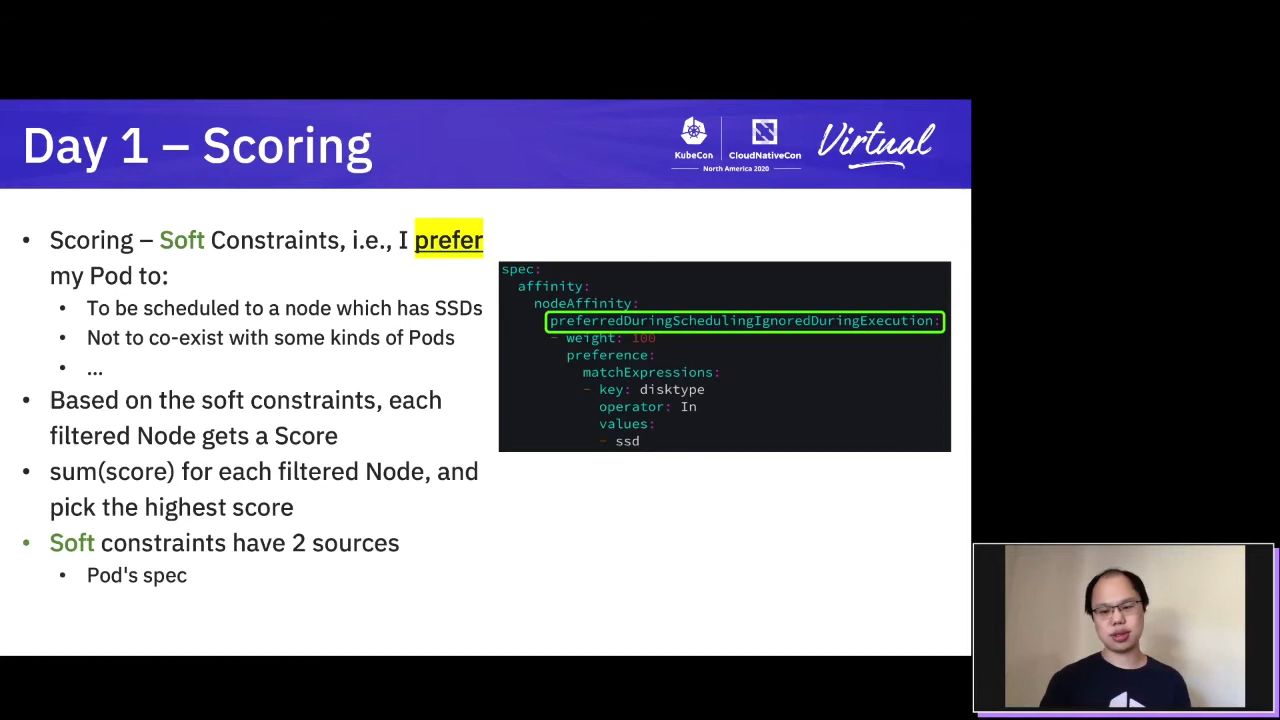 Day 1 – Scoring
KubeCon
CloudNativeCon
North America 2020
Virtual
• Scoring – Soft Constraints, i.e., I prefer
my Pod to:
• To be scheduled to a node which has SSDs
• Not to co-exist with some kinds of Pods
• ...
• Based on the soft constraints, each
filtered Node gets a Score
• sum(score) for each filtered Node, and
pick the highest score
• Soft constraints have 2 sources
• Pod's spec
spec:
affinity:
nodeAffinity:
preferredDuringSchedulingIgnoredDuringExecution:
- weight: 100
preference:
matchExpressions:
- key: disktype
operator: In
values:
- ssd